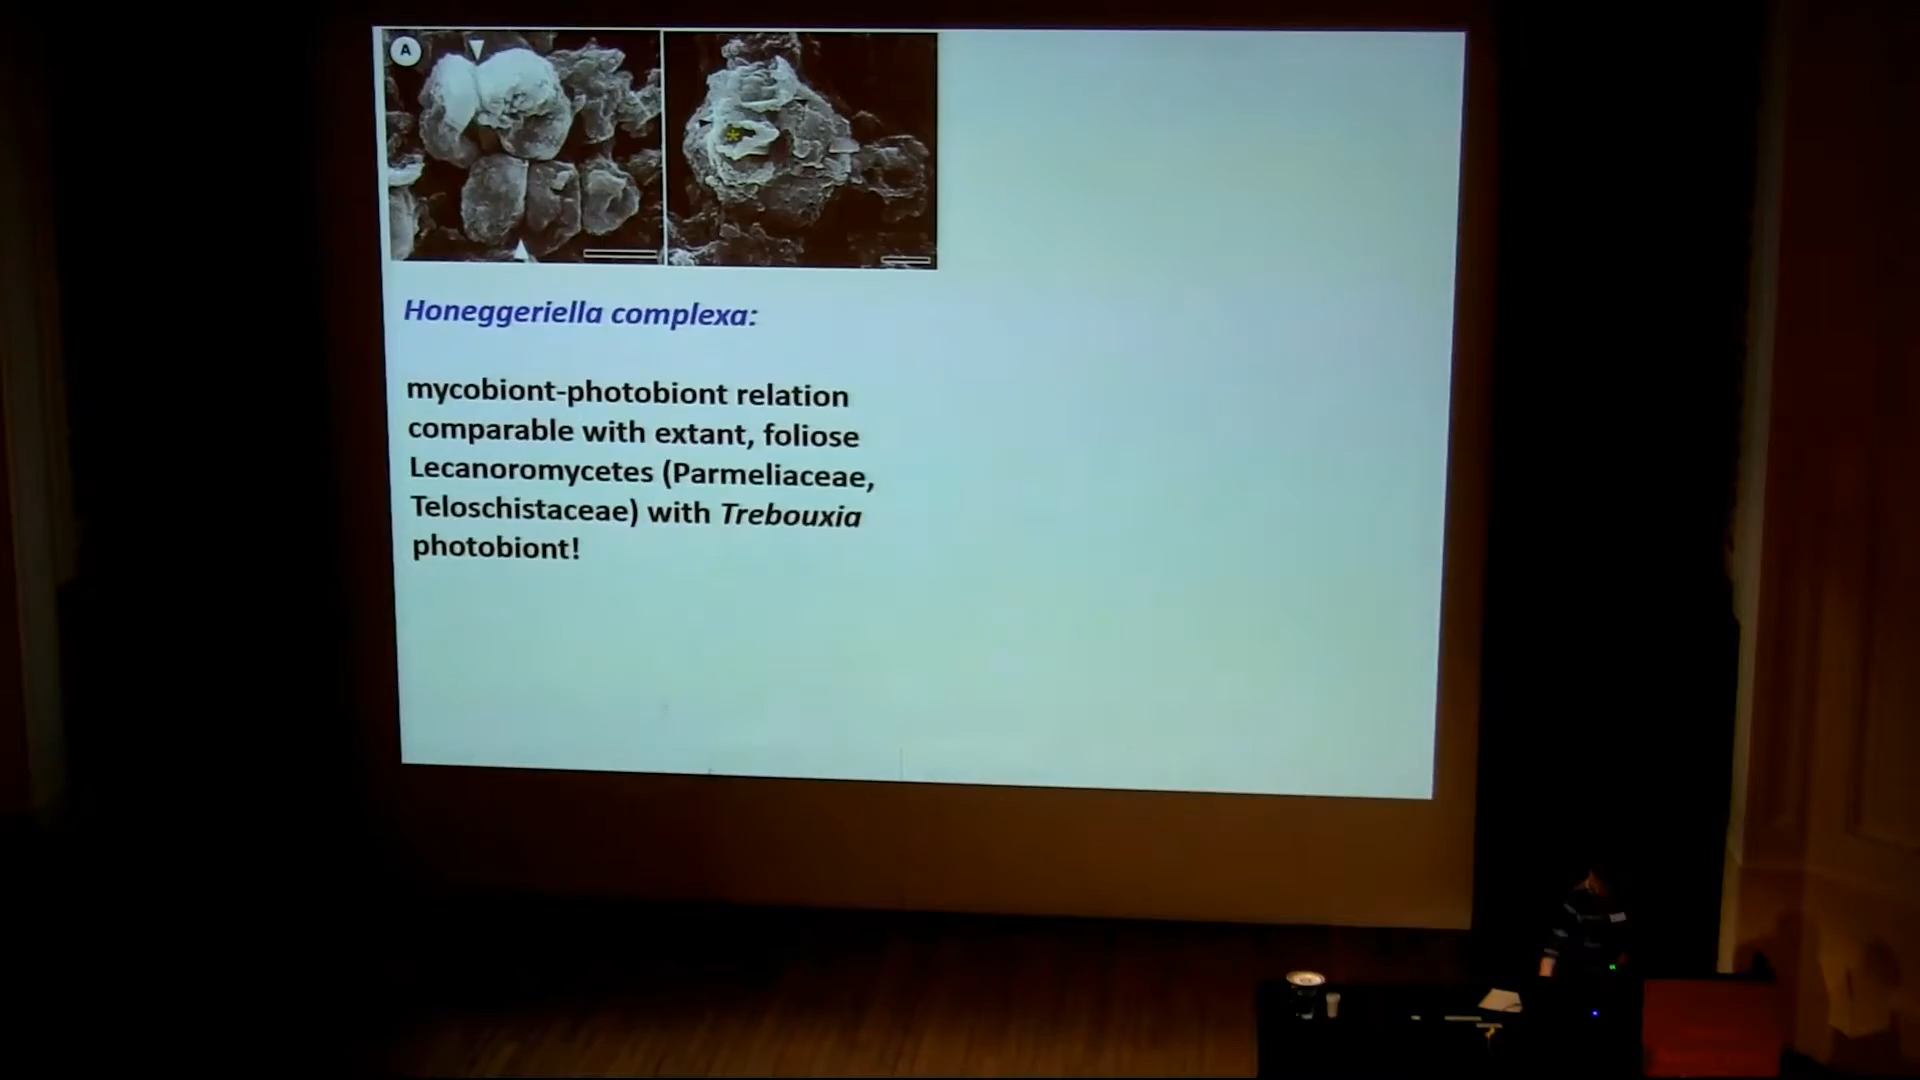 A
Honeggeriella complexa:
mycobiont-photobiont relation
comparable with extant, foliose
Lecanoromycetes (Parmeliaceae,
Teloschistaceae) with Trebouxia
photobiont!